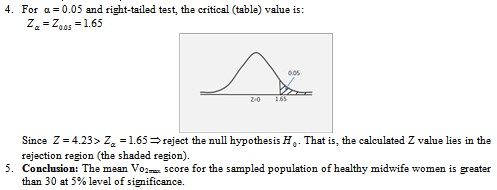 4. For α = 0.05 and right-tailed test, the critical (table) value is:
Zα = Z0.05 = 1.65
0.05
Z=0 1.65
Since Z = 4.23> Zα = 1.65 ⇒ reject the null hypothesis H0. That is, the calculated Z value lies in the
rejection region (the shaded region).
5. Conclusion: The mean Vo2max score for the sampled population of healthy midwife women is greater
than 30 at 5% level of significance.